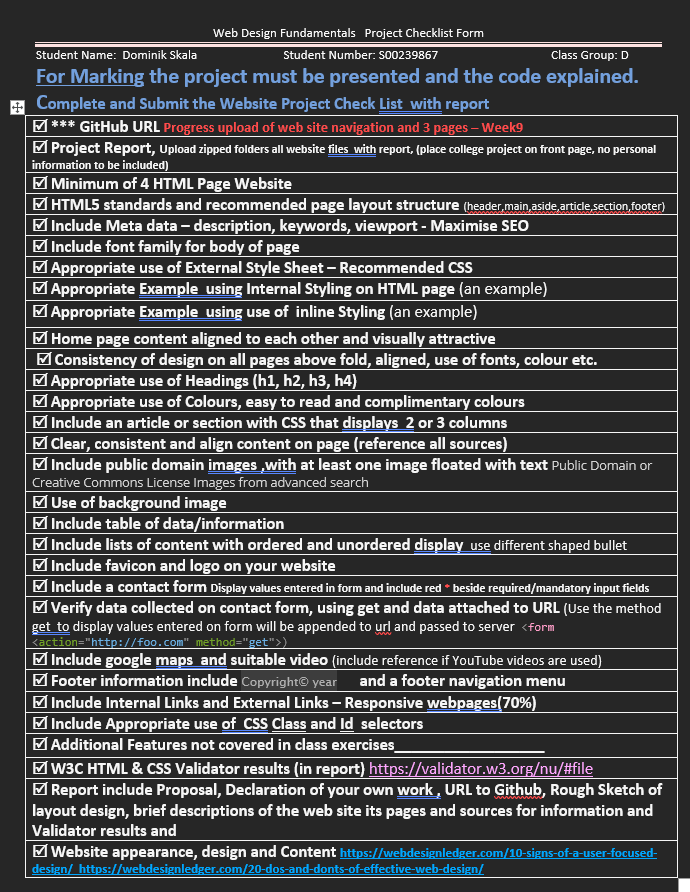 Web Design Fundamentals Project Checklist Form
Student Name: Dominik Skala Student Number: S00239867 Class Group: D
For Marking the project must be presented and the code explained.
Complete and Submit the Website Project Check List with report
☑ *** GitHub URL Progress upload of web site navigation and 3 pages – Week9
☑ Project Report, Upload zipped folders all website files with report, (place college project on front page, no personal
information to be included)
☑ Minimum of 4 HTML Page Website
☑ HTML5 standards and recommended page layout structure (header,main,aside,article,section,footer)
☑ Include Meta data – description, keywords, viewport - Maximise SEO
☑ Include font family for body of page
☑ Appropriate use of External Style Sheet – Recommended CSS
☑ Appropriate Example using Internal Styling on HTML page (an example)
☑ Appropriate Example using use of inline Styling (an example)
☑ Home page content aligned to each other and visually attractive
☑ Consistency of design on all pages above fold, aligned, use of fonts, colour etc.
☑ Appropriate use of Headings (h1, h2, h3, h4)
☑ Appropriate use of Colours, easy to read and complimentary colours
☑ Include an article or section with CSS that displays 2 or 3 columns
☑ Clear, consistent and align content on page (reference all sources)
☑ Include public domain images ,with at least one image floated with text Public Domain or
Creative Commons License Images from advanced search
☑ Use of background image
☑ Include table of data/information
☑ Include lists of content with ordered and unordered display use different shaped bullet
☑ Include favicon and logo on your website
☑ Include a contact form Display values entered in form and include red * beside required/mandatory input fields
☑ Verify data collected on contact form, using get and data attached to URL (Use the method
get to display values entered on form will be appended to url and passed to server <form
<action="http://foo.com" method="get">)
☑ Include google maps and suitable video (include reference if YouTube videos are used)
☑ Footer information include Copyright© year and a footer navigation menu
☑ Include Internal Links and External Links – Responsive webpages(70%)
☑ Include Appropriate use of CSS Class and Id selectors
☑ Additional Features not covered in class exercises____________________
☑ W3C HTML & CSS Validator results (in report) https://validator.w3.org/nu/#file
☑ Report include Proposal, Declaration of your own work , URL to Github, Rough Sketch of
layout design, brief descriptions of the web site its pages and sources for information and
Validator results and
☑ Website appearance, design and Content https://webdesignledger.com/10-signs-of-a-user-focused-
design/ https://webdesignledger.com/20-dos-and-donts-of-effective-web-design/